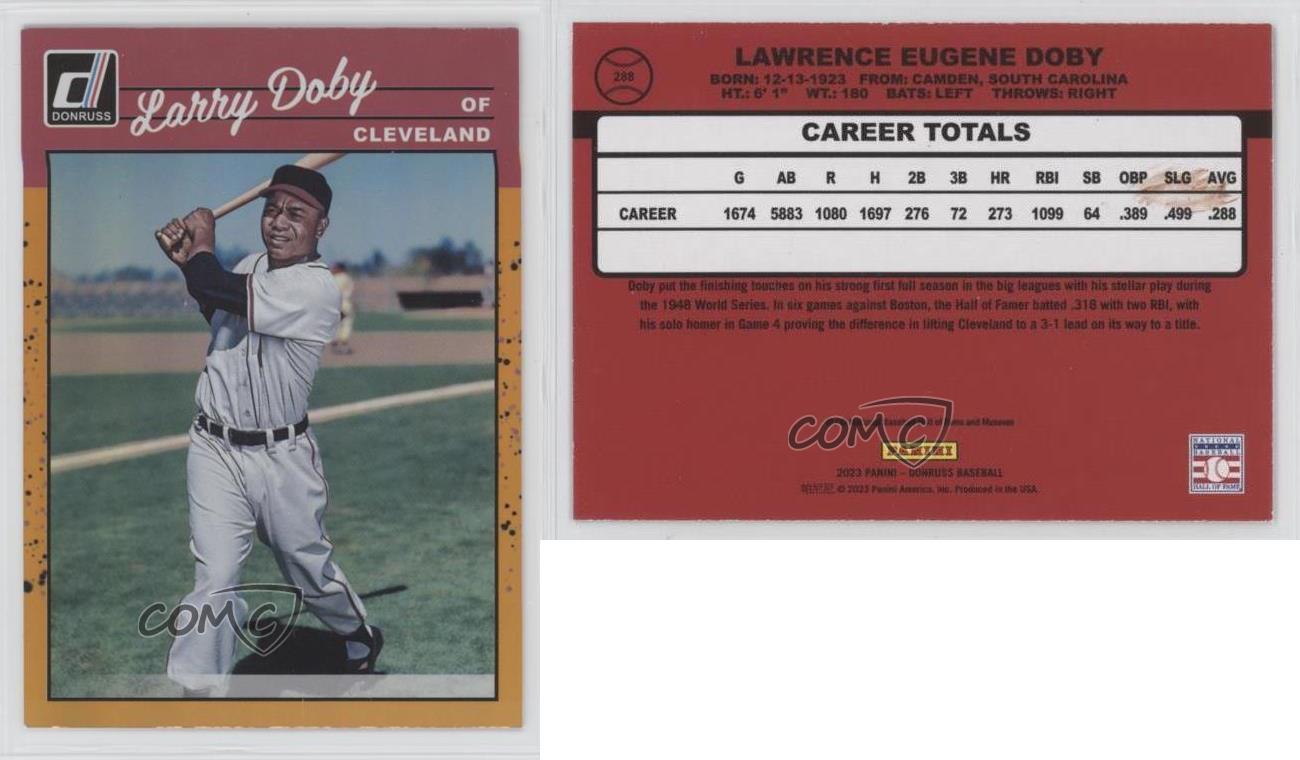 DONRUSS
Larry Doby
OF
CLEVELAND
COMC
288
LAWRENCE EUGENE DOBY
BORN: 12-13-1923 FROM: CAMDEN, SOUTH CAROLINA
HT.: 6' 1" WT.: 180 BATS: LEFT THROWS: RIGHT
CAREER TOTALS
G AB R H 2B 3B HR RBI SB OBP SLG AVG
CAREER 1674 5883 1080 1697 276 72 273 1099 64 .389 .499 .288
Doby put the finishing touches on his strong first full season in the big leagues with his stellar play during
the 1948 World Series. In six games against Boston, the Hall of Famer batted .318 with two RBI, with
his solo homer in Game 4 proving the difference in lifting Cleveland to a 3-1 lead on its way to a title.
and Museum
COMC
PANINI
2023 PANINI – DONRUSS BASEBALL
© 2023 Panini America, Inc. Produced in the USA.
NATIONAL
BASEBALL
HALL OF FAME